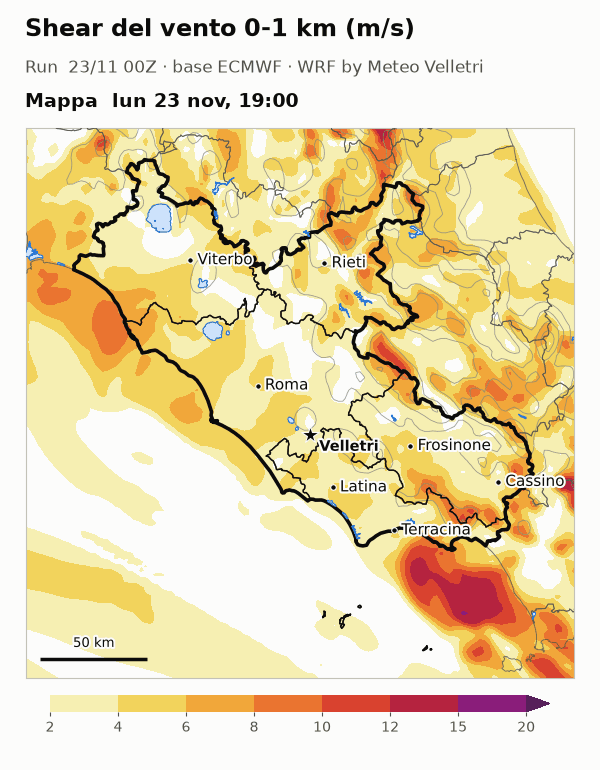 Shear del vento 0-1 km (m/s)
Run  23/11 00Z · base ECMWF · WRF by Meteo Velletri
Mappa  lun 23 nov, 19:00
Viterbo
Rieti
Roma
Velletri
Frosinone
Cassino
Latina
Terracina
50 km
2 4 6 8 10 12 15 20